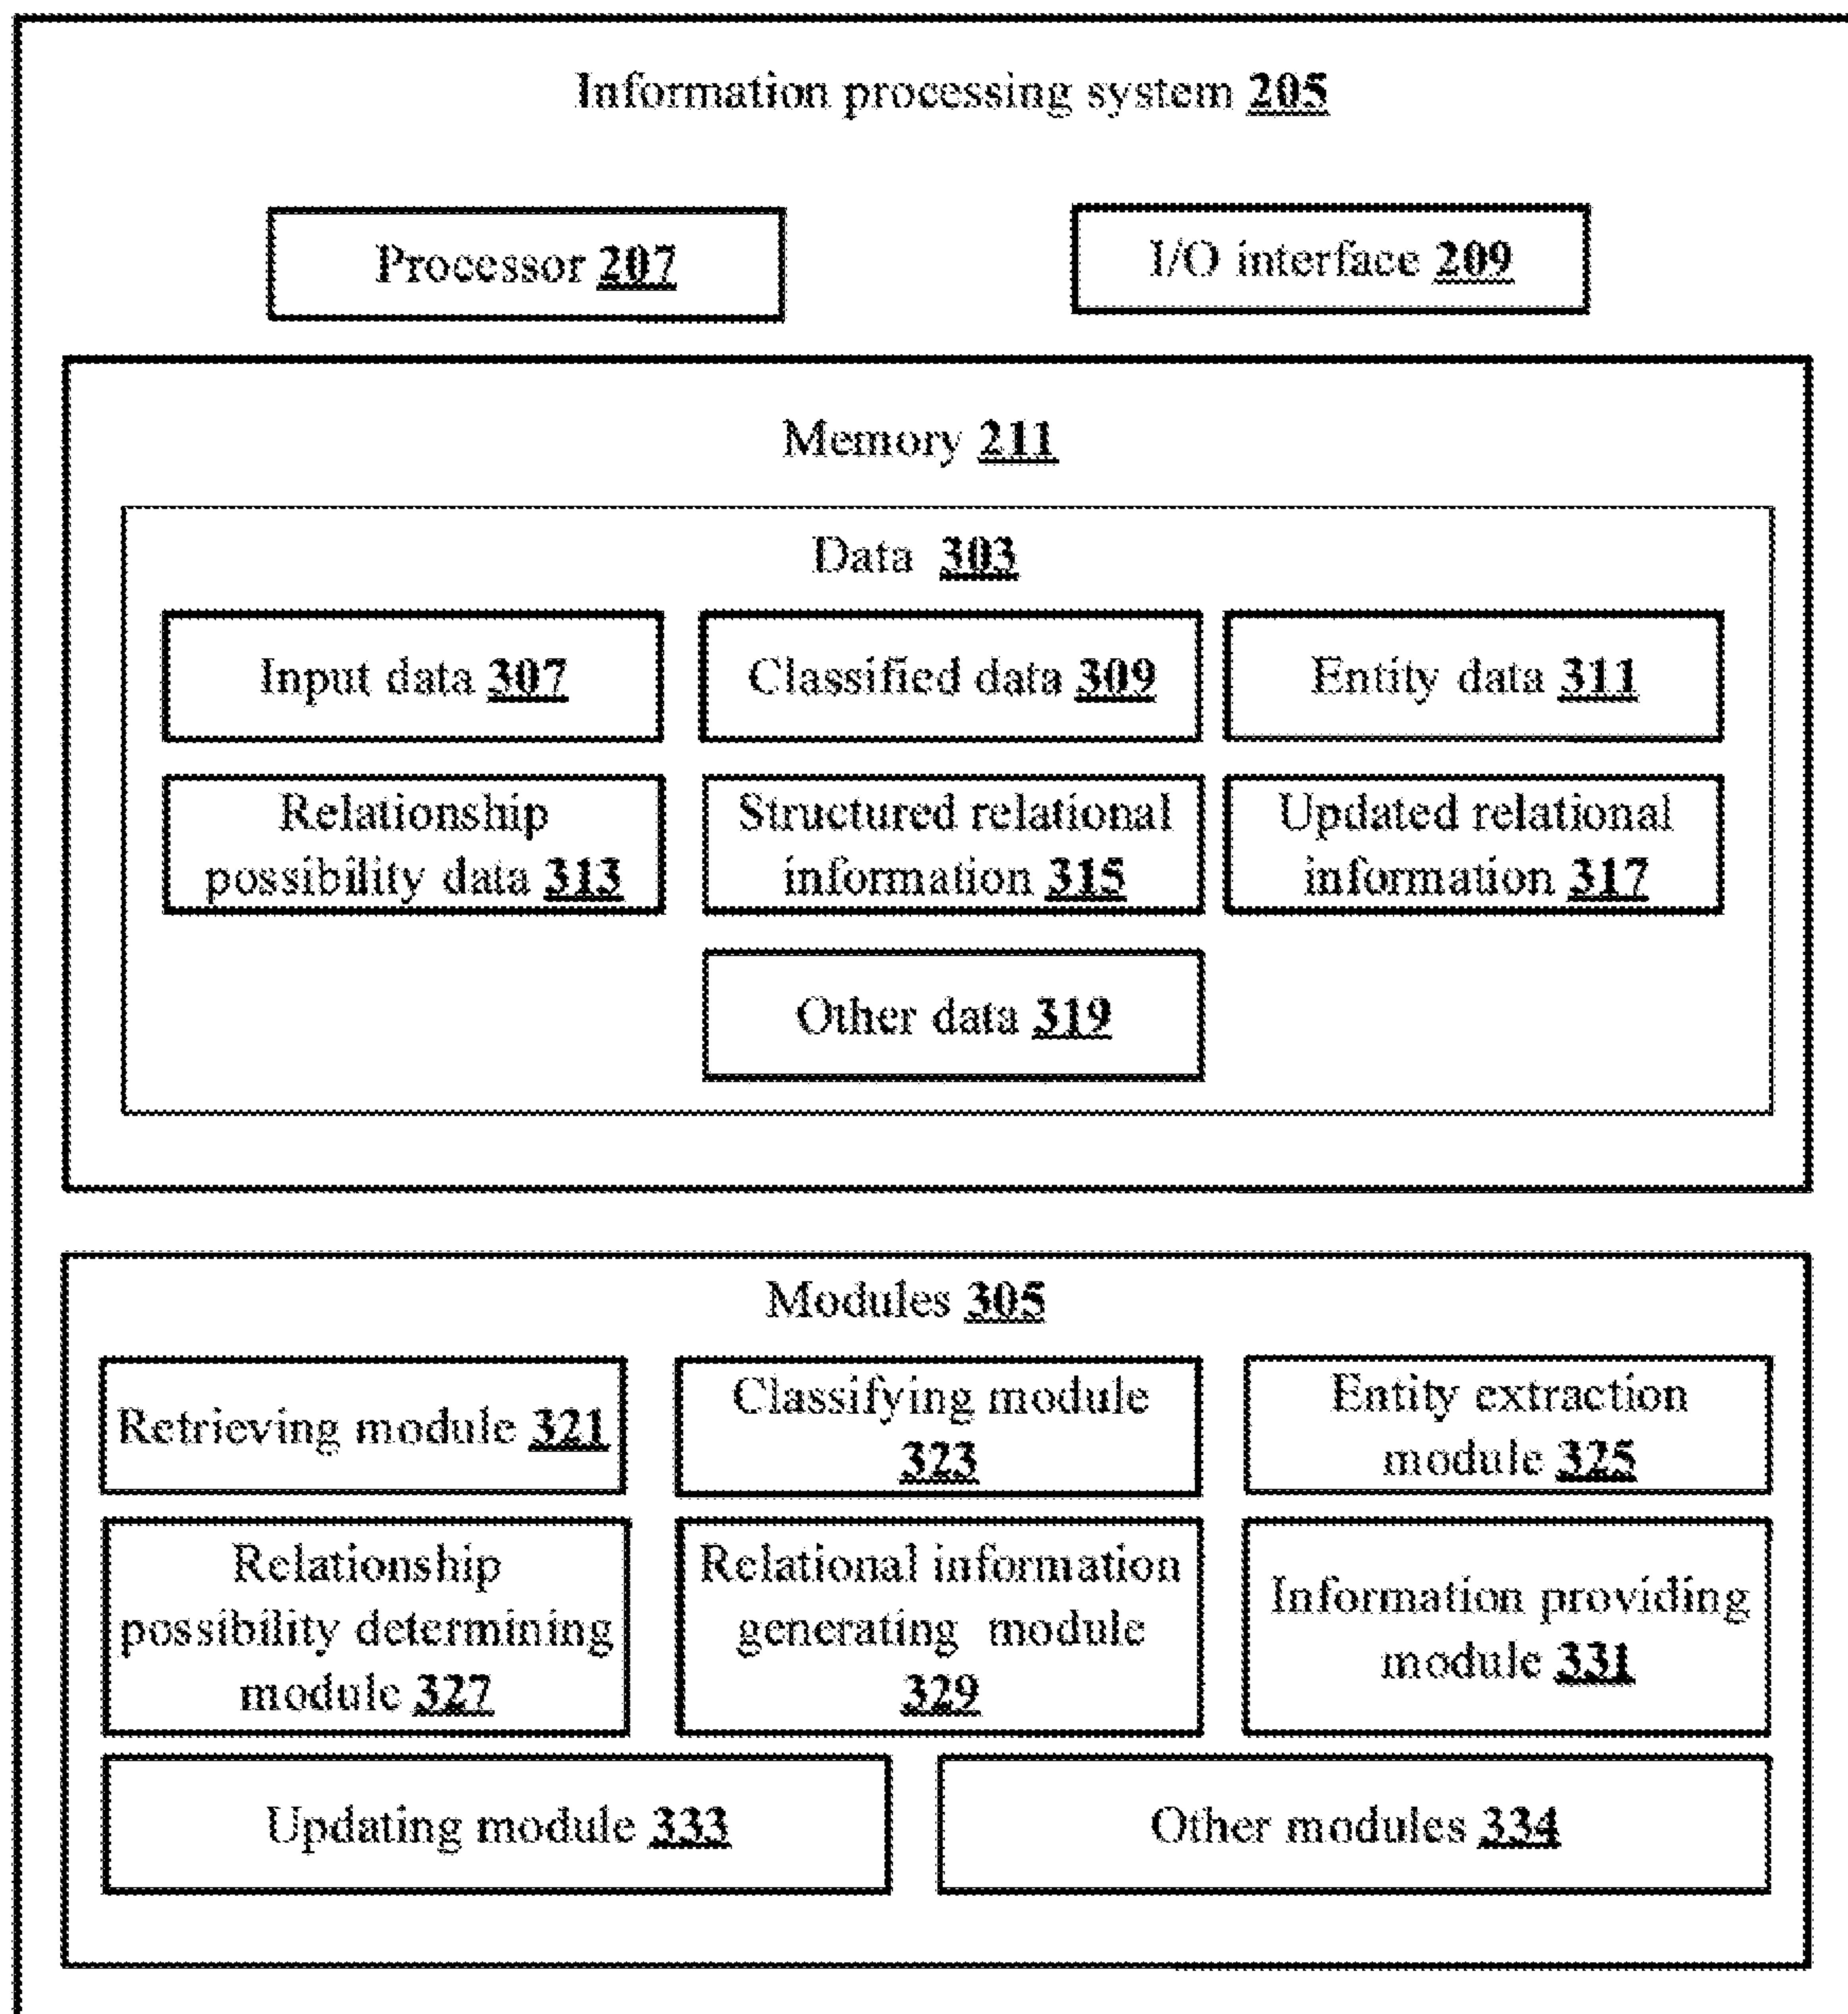 Information processing system 205
Processor 207
I/O interface 209
Memory 211
Data 303
Input data 307
Classified data 309
Entity data 311
Relationship
possibility data 313
Structured relational
information 315
Updated relational
information 317
Other data 319
Modules 305
Retrieving module 321
Classifying module
323
Entity extraction
module 325
Relationship
possibility determining
module 327
Relational information
generating module
329
Information providing
module 331
Updating module 333
Other modules 334